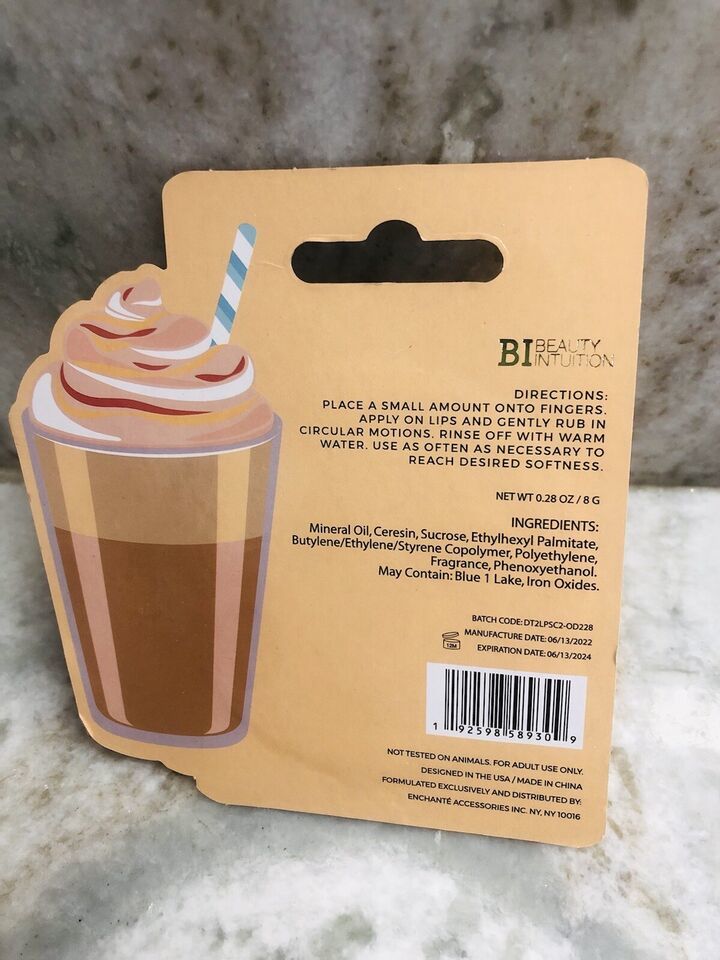 BI BEAUTY
INTUITION
DIRECTIONS:
PLACE A SMALL AMOUNT ONTO FINGERS.
APPLY ON LIPS AND GENTLY RUB IN
CIRCULAR MOTIONS. RINSE OFF WITH WARM
WATER. USE AS OFTEN AS NECESSARY TO
REACH DESIRED SOFTNESS.
NET WT 0.28 OZ / 8 G
INGREDIENTS:
Mineral Oil, Ceresin, Sucrose, Ethylhexyl Palmitate,
Butylene/Ethylene/Styrene Copolymer, Polyethylene,
Fragrance, Phenoxyethanol.
May Contain: Blue 1 Lake, Iron Oxides.
BATCH CODE: DT2LPSC2-OD228
MANUFACTURE DATE: 06/13/2022
12M
EXPIRATION DATE: 06/13/2024
1 92598 58930 9
NOT TESTED ON ANIMALS. FOR ADULT USE ONLY.
DESIGNED IN THE USA / MADE IN CHINA
FORMULATED EXCLUSIVELY AND DISTRIBUTED BY:
ENCHANTÉ ACCESSORIES INC. NY, NY 10016